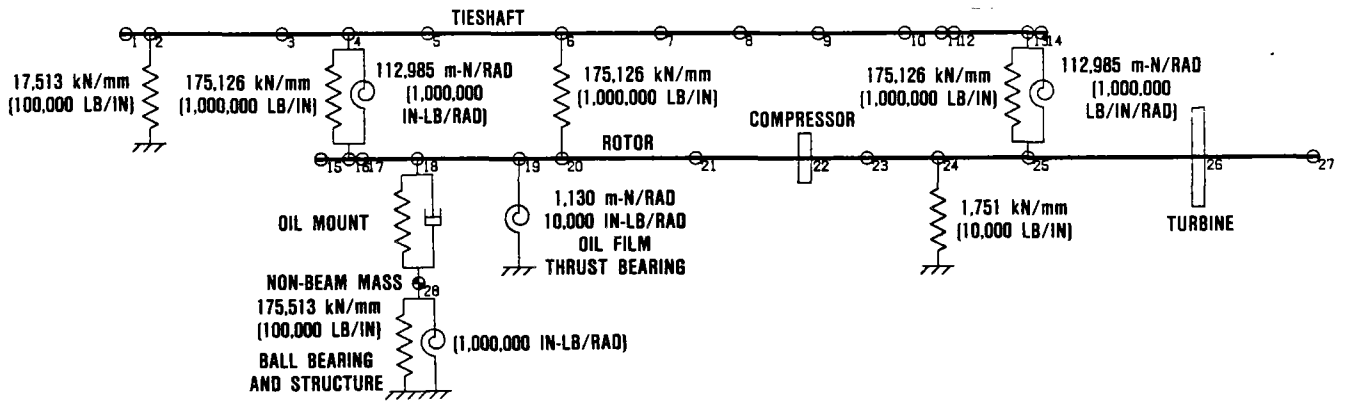 TIESHAFT
1 2 3 4 5 6 7 8 9 10 11 12 13 14
17,513 kN/mm
(100,000 LB/IN)
175,126 kN/mm
(1,000,000 LB/IN)
112,985 m-N/RAD
(1,000,000
IN-LB/RAD)
175,126 kN/mm
(1,000,000 LB/IN)
175,126 kN/mm
(1,000,000 LB/IN)
112,985 m-N/RAD
(1,000,000
LB/IN/RAD)
COMPRESSOR
ROTOR
15 16 17 18 19 20 21 22 23 24 25 26 27
OIL MOUNT
1,130 m-N/RAD
10,000 IN-LB/RAD
OIL FILM
THRUST BEARING
1,751 kN/mm
(10,000 LB/IN)
TURBINE
NON-BEAM MASS
28
175,513 kN/mm
(100,000 LB/IN)
(1,000,000 IN-LB/RAD)
BALL BEARING
AND STRUCTURE